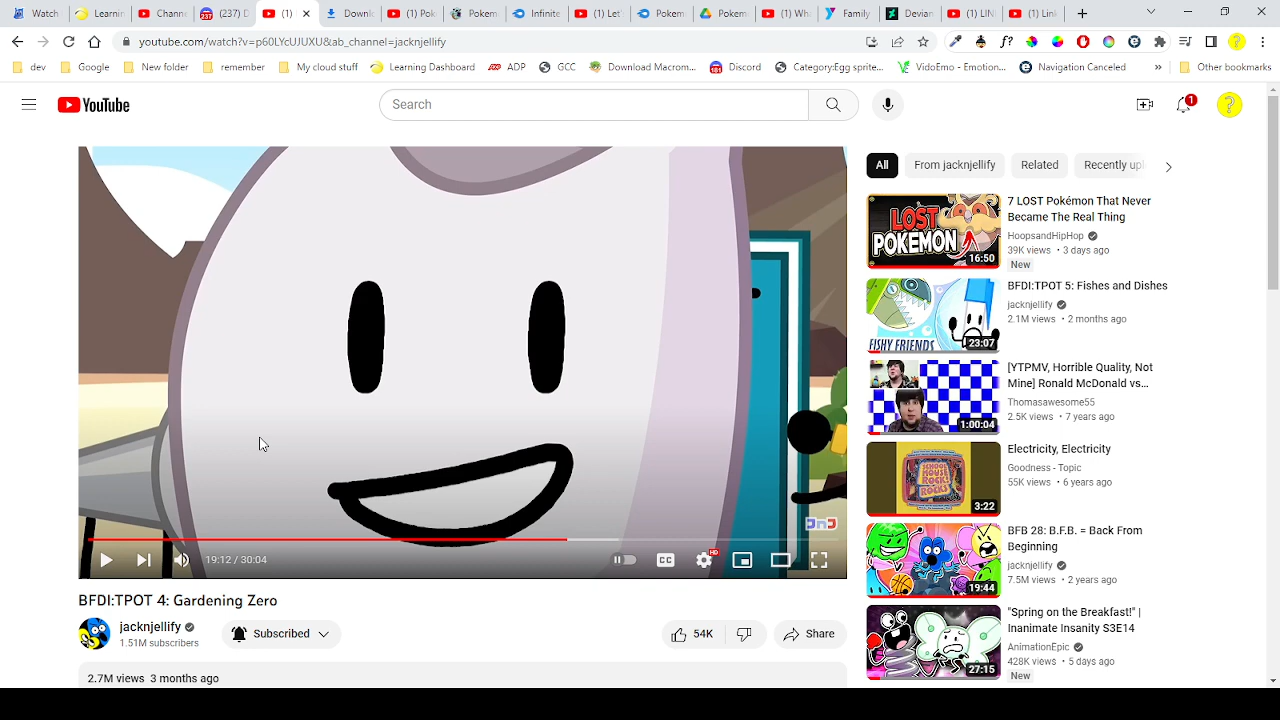 (1)
Watch
Learnin
Chann
(237) D
(1)
Downlo
(1) Pok
Pokem
Infinite
(1) Let'
Pokem
Pokem
(1) Wh
Family
Devian
(1) LIN
(1) Link
youtube.com/watch?v=p60LYcUJUXU&ab_channel=jacknjellify
dev
Google
New folder
remember
My cloud stuff
Learning Dashboard
ADP
GCC
Download Macrom...
Discord
Category:Egg sprite...
VidoEmo - Emotion...
Navigation Canceled
»
Other bookmarks
YouTube
Search
1
All
From jacknjellify
Related
Recently upl
LOST
POKEMON
16:50
7 LOST Pokémon That Never
Became The Real Thing
HoopsandHipHop
39K views • 3 days ago
New
FISHY FRIENDS
23:07
BFDI:TPOT 5: Fishes and Dishes
jacknjellify
2.1M views • 2 months ago
1:00:04
[YTPMV, Horrible Quality, Not
Mine] Ronald McDonald vs...
Thomasawesome55
2.5K views • 7 years ago
SCHOOL
HOUSE
ROCK!
ROCKS
3:22
Electricity, Electricity
Goodness - Topic
55K views • 6 years ago
19:44
BFB 28: B.F.B. = Back From
Beginning
jacknjellify
7.5M views • 2 years ago
27:15
"Spring on the Breakfast!" |
Inanimate Insanity S3E14
AnimationEpic
428K views • 5 days ago
New
19:12 / 30:04
CC
HD
BFDI:TPOT 4: Gardening Zero
jacknjellify
1.51M subscribers
Subscribed
54K
Share
2.7M views 3 months ago